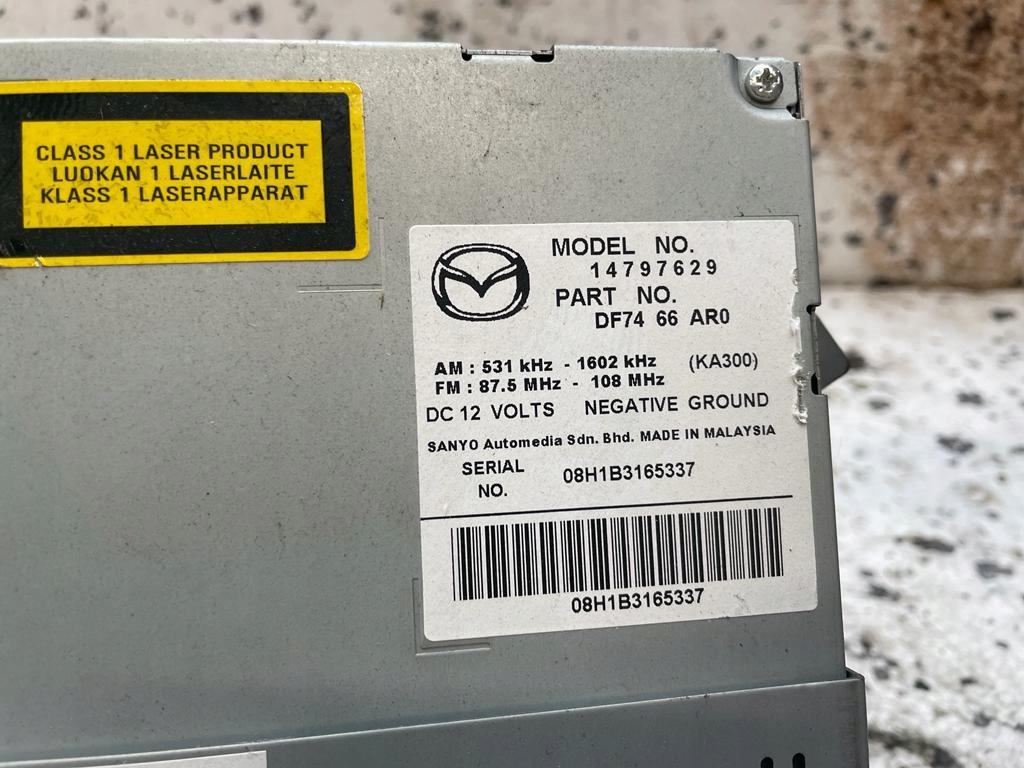 CLASS 1 LASER PRODUCT
LUOKAN 1 LASERLAITE
KLASS 1 LASERAPPARAT
MODEL NO.
14797629
PART NO.
DF74 66 AR0
AM : 531 kHz - 1602 kHz (KA300)
FM : 87.5 MHz - 108 MHz
DC 12 VOLTS NEGATIVE GROUND
SANYO Automedia Sdn. Bhd. MADE IN MALAYSIA
SERIAL NO. 08H1B3165337
08H1B3165337